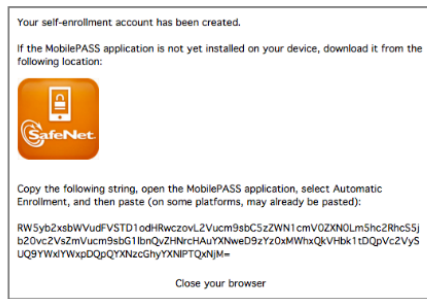 Your self-enrollment account has been created.
If the MobilePASS application is not yet installed on your device, download it from the
following location:
SafeNet
Copy the following string, open the MobilePASS application, select Automatic
Enrollment, and then paste (on some platforms, may already be pasted):
RW5yb2xsbWVudFVSTD1odHRwczovL2Vucm9sbC5zZWN1cmV0ZXN0Lm5hc2RhcS5j
b20vc2VsZmVucm9sbG1lbnQvZHNrcHAuYXNweD9zYz0xMWhxQkVHbk1tDQpVc2VyS
UQ9YWxlYWxpDQpQYXNzcGhyYXNlPTQxNjM=
Close your browser